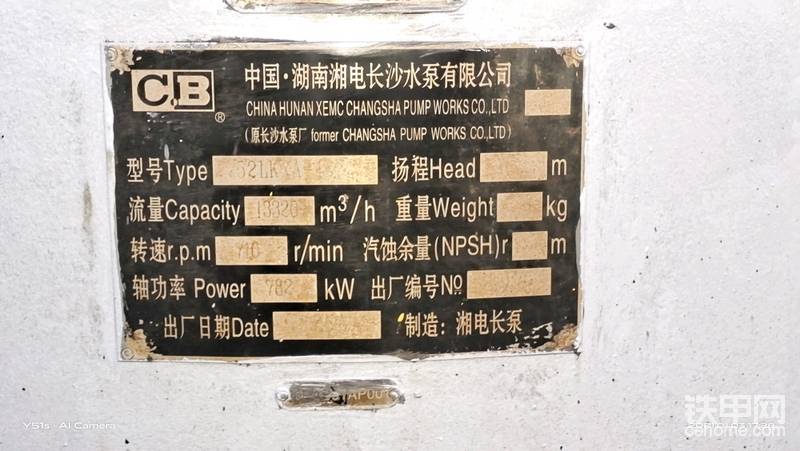 C.B ®
中国·湖南湘电长沙水泵有限公司
CHINA HUNAN XEMC CHANGSHA PUMP WORKS CO.,LTD
(原长沙水泵厂 former CHANGSHA PUMP WORKS CO.,LTD)
型号Type 扬程Head m
流量Capacity 13320 m³/h 重量Weight kg
转速r.p.m 710 r/min 汽蚀余量(NPSH)r m
轴功率 Power 782 kW 出厂编号No
出厂日期Date 制造：湘电长泵
Y51s · AI Camera
铁甲网
cehome.com